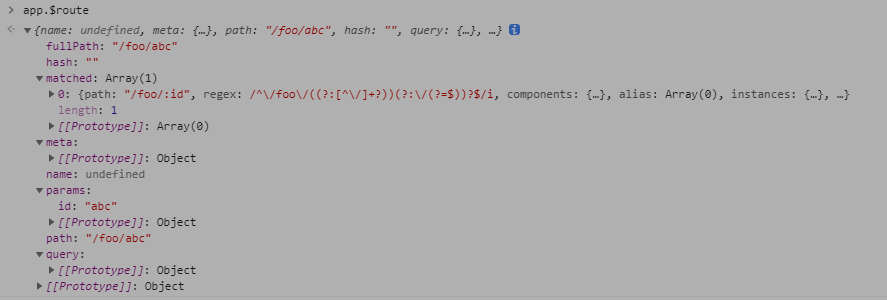 > app.$route
{name: undefined, meta: {…}, path: "/foo/abc", hash: "", query: {…}, …} i
fullPath: "/foo/abc"
hash: ""
matched: Array(1)
0: {path: "/foo/:id", regex: /^\/foo\/((?:[^\/]+?))(?:\/(?=$))?$/i, components: {…}, alias: Array(0), instances: {…}, …}
length: 1
[[Prototype]]: Array(0)
meta:
[[Prototype]]: Object
name: undefined
params:
id: "abc"
[[Prototype]]: Object
path: "/foo/abc"
query:
[[Prototype]]: Object
[[Prototype]]: Object